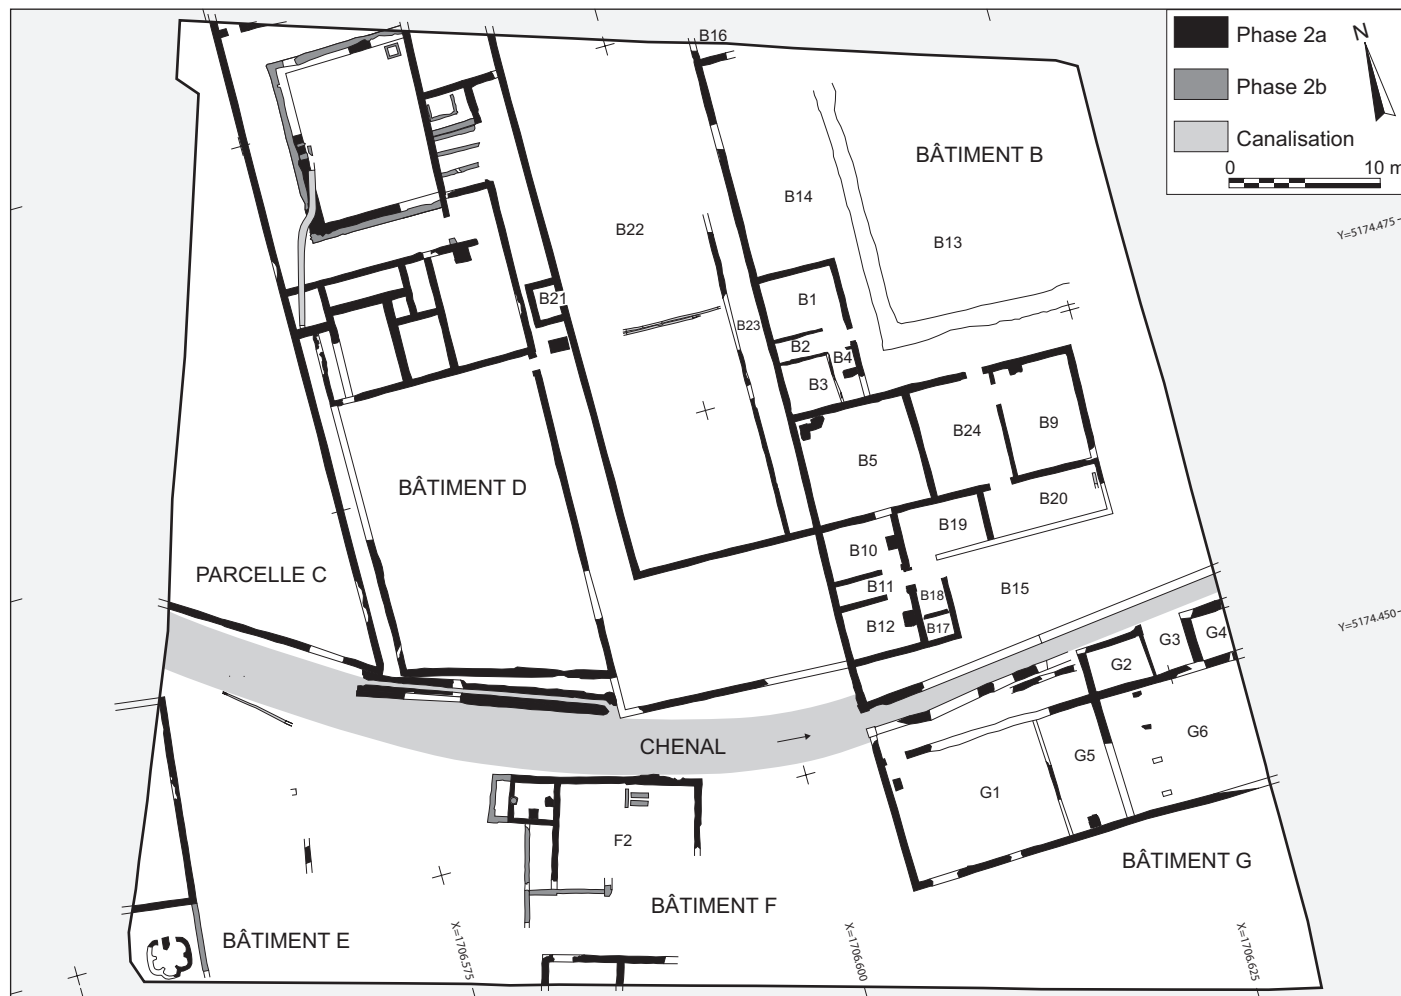 Phase 2a
Phase 2b
Canalisation
N
0 10 m
B16
BÂTIMENT B
B14
B13
B22
B21
B23
B1
B2
B4
B3
B5
B24
B9
B20
B19
B10
B11
B12
B18
B17
B15
BÂTIMENT D
PARCELLE C
CHENAL
G4
G3
G2
G6
G5
G1
BÂTIMENT G
F2
BÂTIMENT F
BÂTIMENT E
Y=5174.475
Y=5174.450
X=1706.575
X=1706.600
X=1706.625